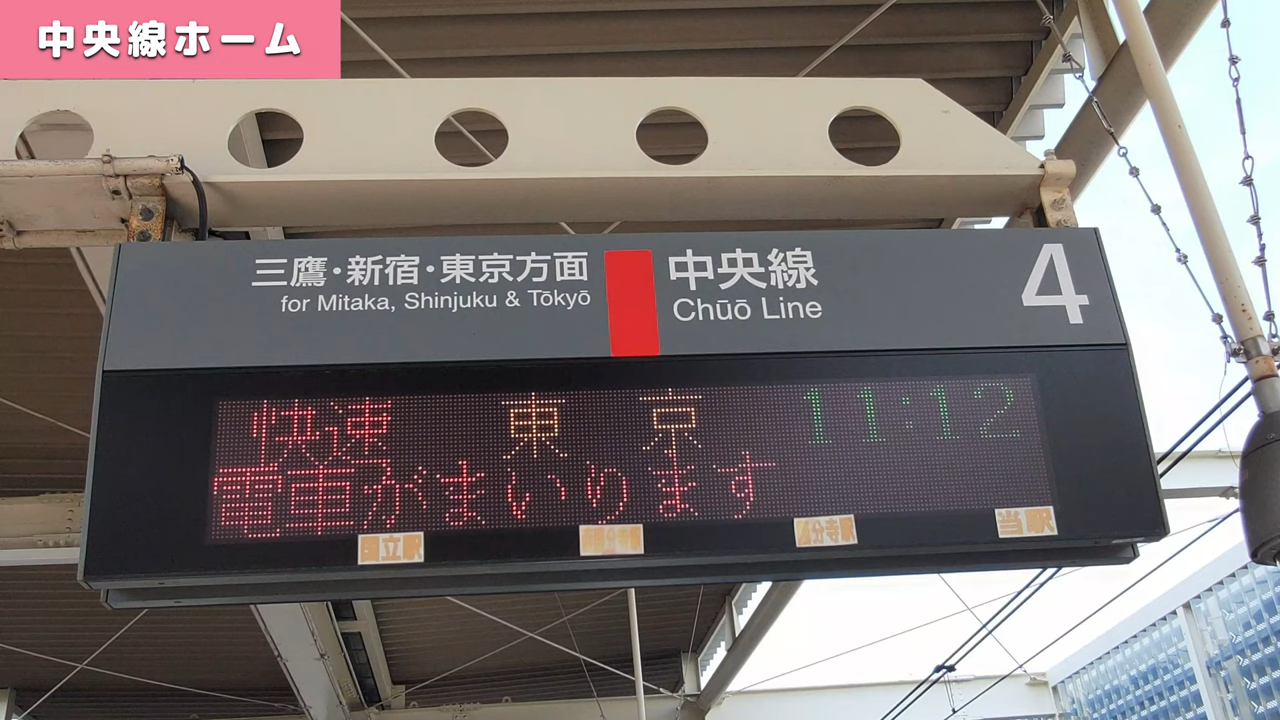 中央線ホーム
三鷹・新宿・東京方面
for Mitaka, Shinjuku & Tōkyō
中央線
Chūō Line
4
快速 東京 11:12
電車がまいります
国立駅
分寺駅
当駅